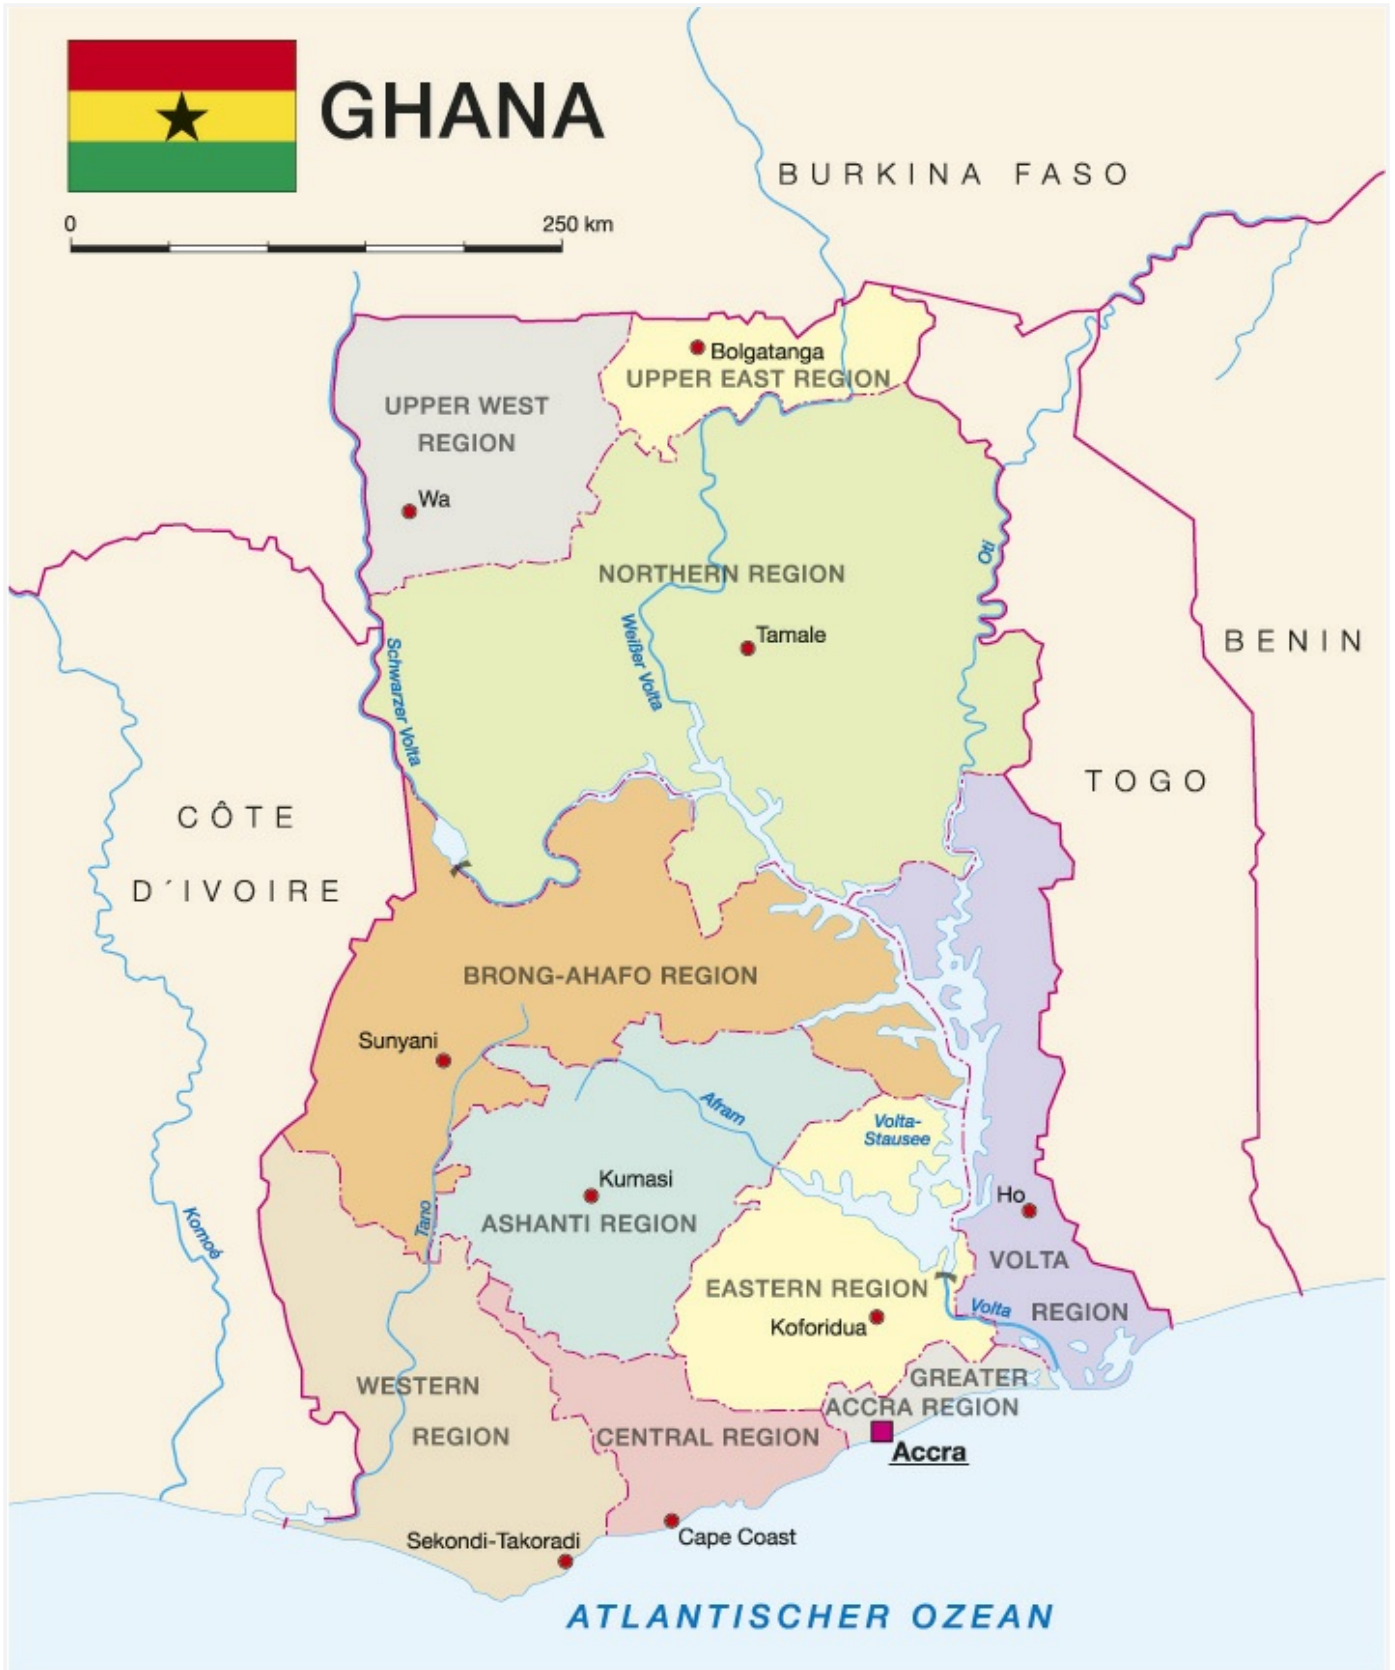 GHANA
0 250 km
BURKINA FASO
Bolgatanga
UPPER EAST REGION
UPPER WEST
REGION
Wa
Oti
NORTHERN REGION
Tamale
Weißer Volta
Schwarzer Volta
BENIN
TOGO
CÔTE
D´IVOIRE
BRONG-AHAFO REGION
Sunyani
Afram
Volta-
Stausee
Kumasi
ASHANTI REGION
Ho
Tano
Komoé
VOLTA
REGION
EASTERN REGION
Volta
Koforidua
GREATER
ACCRA REGION
WESTERN
REGION
CENTRAL REGION
Accra
Sekondi-Takoradi
Cape Coast
ATLANTISCHER OZEAN